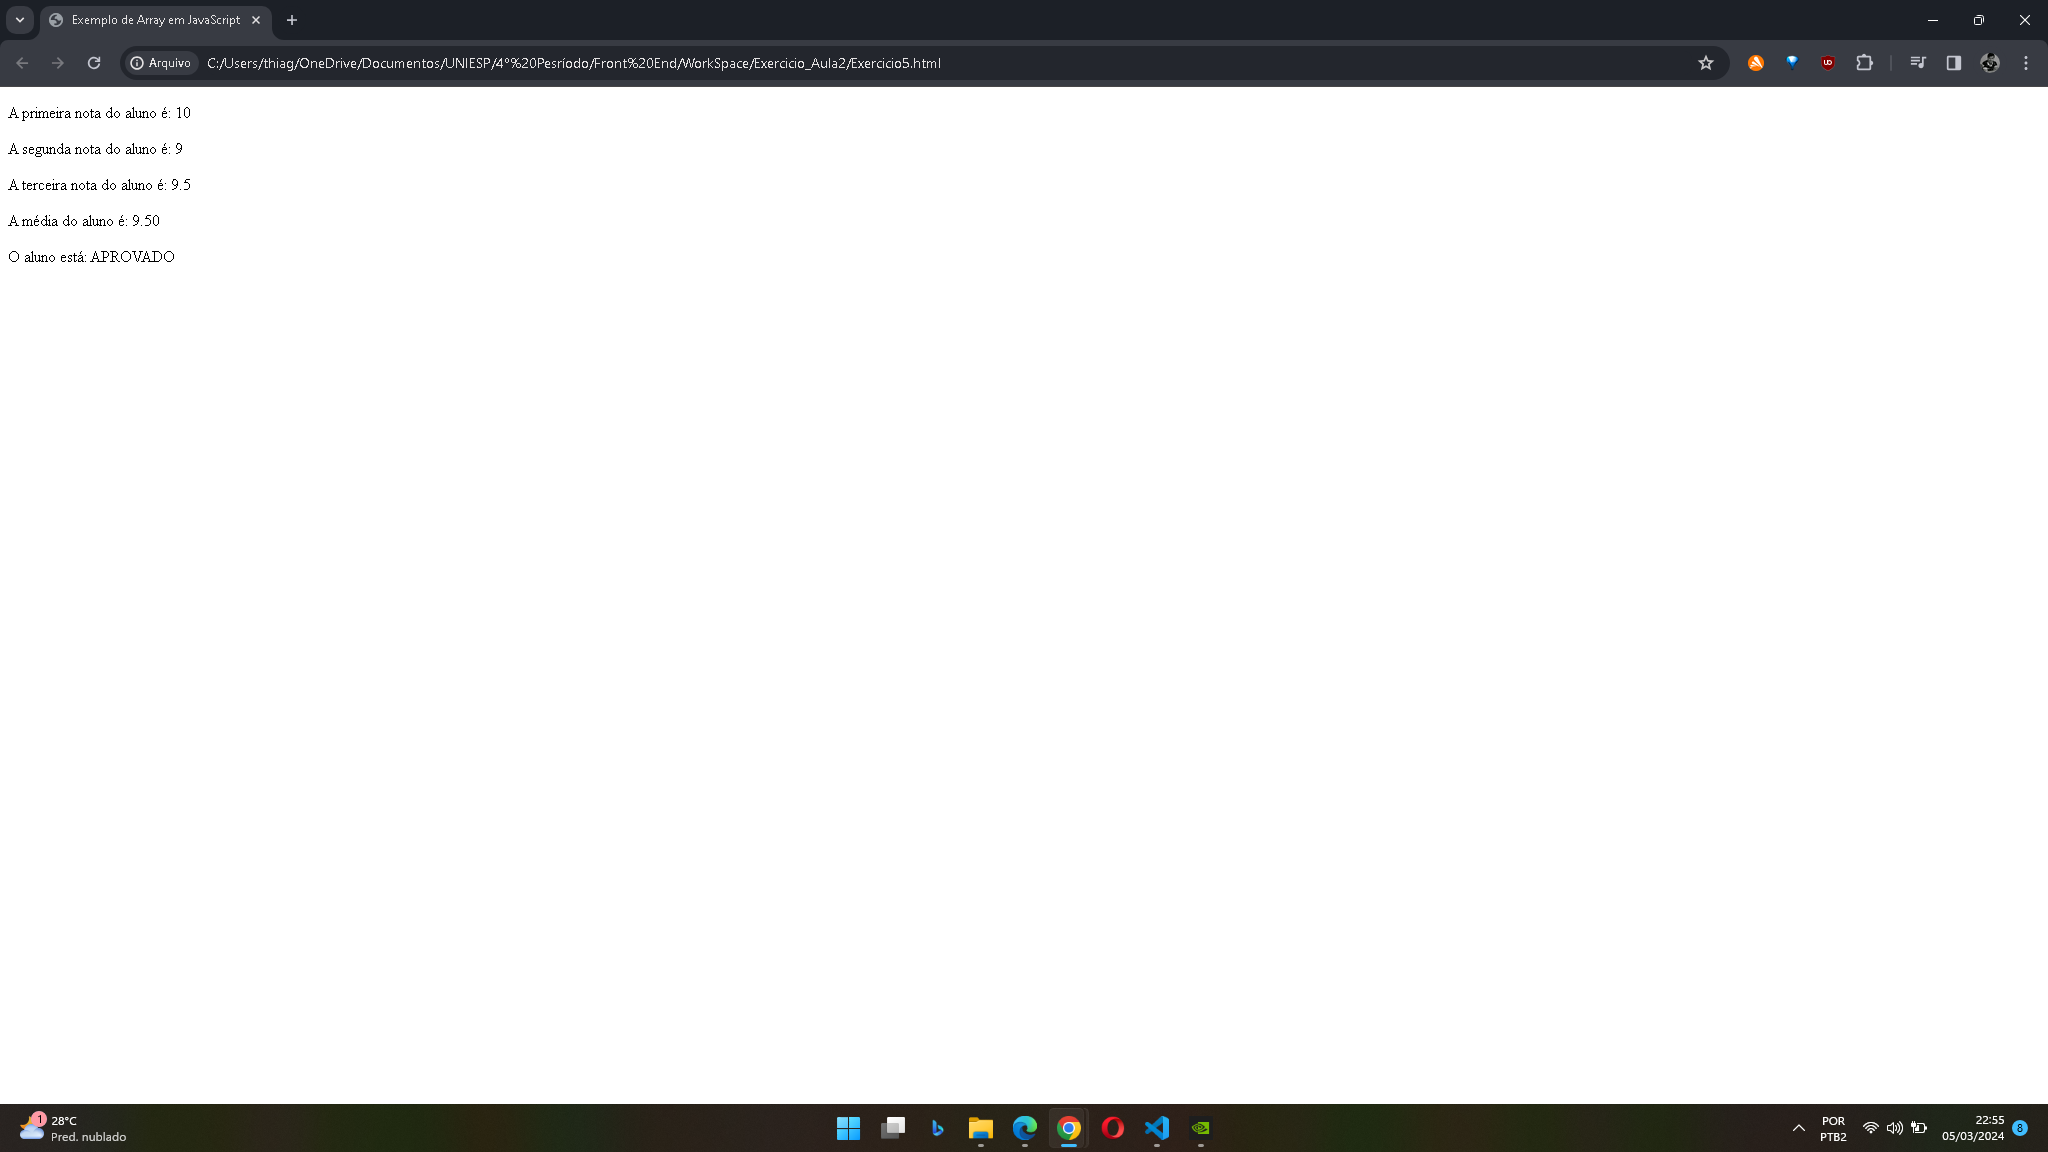 Exemplo de Array em JavaScript
Arquivo
C:/Users/thiag/OneDrive/Documentos/UNIESP/4°%20Pesríodo/Front%20End/WorkSpace/Exercicio_Aula2/Exercicio5.html
A primeira nota do aluno é: 10
A segunda nota do aluno é: 9
A terceira nota do aluno é: 9.5
A média do aluno é: 9.50
O aluno está: APROVADO
1
28°C
Pred. nublado
POR
PTB2
22:55
05/03/2024
8